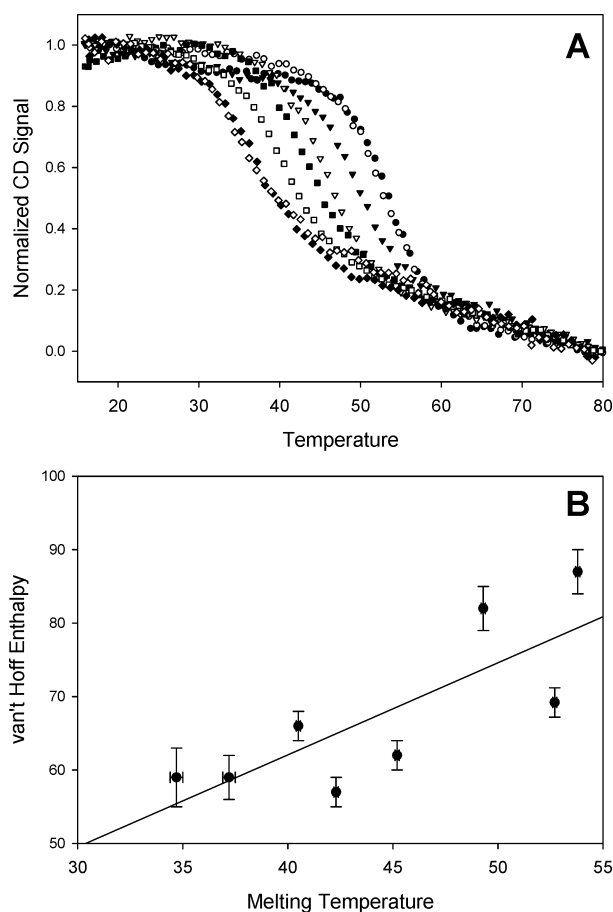 A
Normalized CD Signal
1.0
0.8
0.6
0.4
0.2
0.0
20 30 40 50 60 70 80
Temperature
B
van't Hoff Enthalpy
100
90
80
70
60
50
30 35 40 45 50 55
Melting Temperature